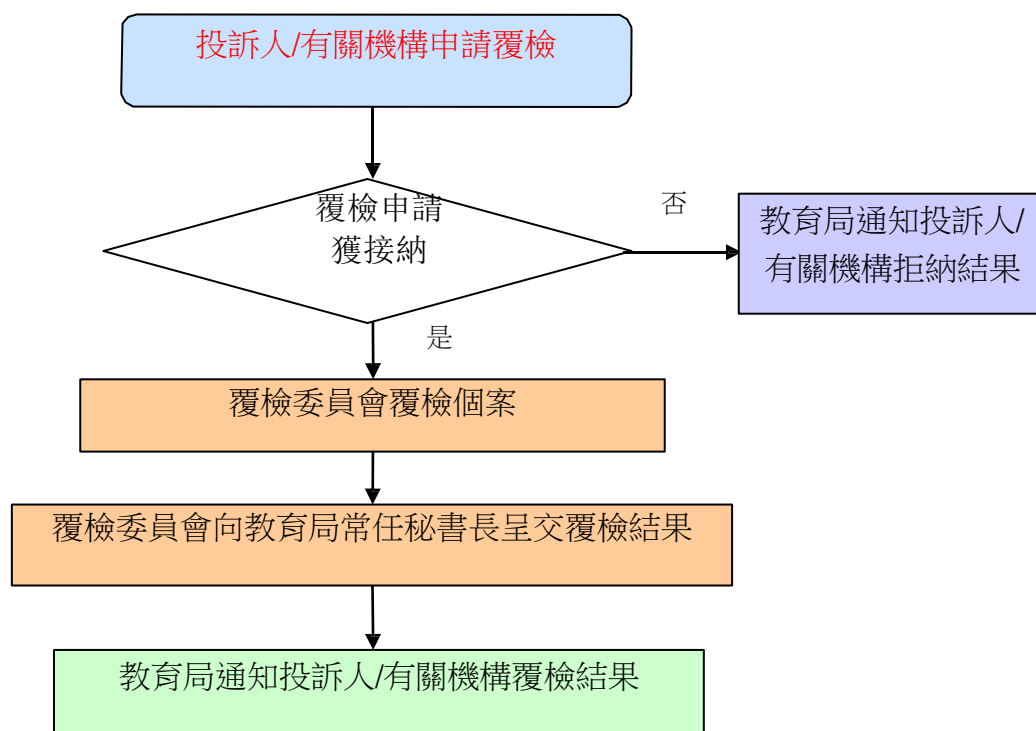 投訴人/有關機構申請覆檢
覆檢申請
獲接納
否
教育局通知投訴人/
有關機構拒納結果
是
覆檢委員會覆檢個案
覆檢委員會向教育局常任秘書長呈交覆檢結果
教育局通知投訴人/有關機構覆檢結果